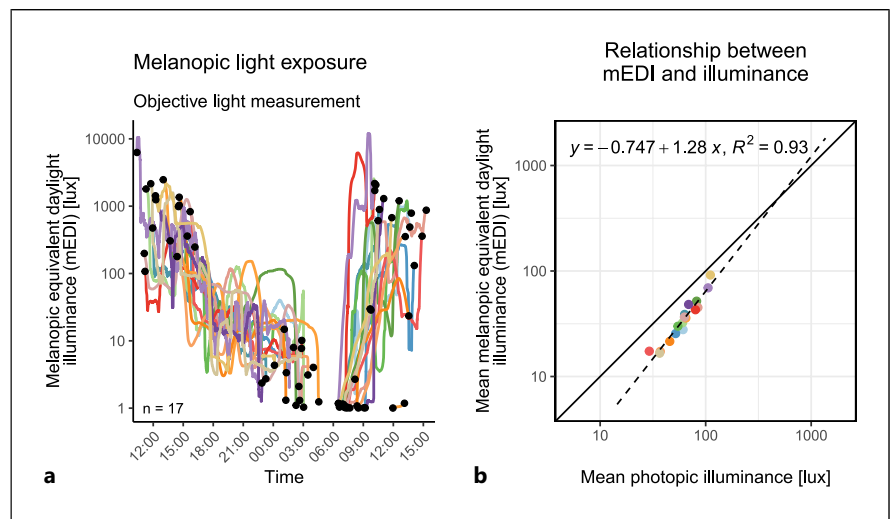 Melanopic light exposure
Objective light measurement
Melanopic equivalent daylight
illuminance (mEDI) [lux]
10000
1000
100
10
1
n = 17
12:00
15:00
18:00
21:00
00:00
03:00
06:00
09:00
12:00
15:00
Time
a
Relationship between
mEDI and illuminance
y = −0.747 + 1.28 x, R² = 0.93
Mean melanopic equivalent daylight
illuminance (mEDI) [lux]
1000
100
10
10
100
1000
Mean photopic illuminance [lux]
b